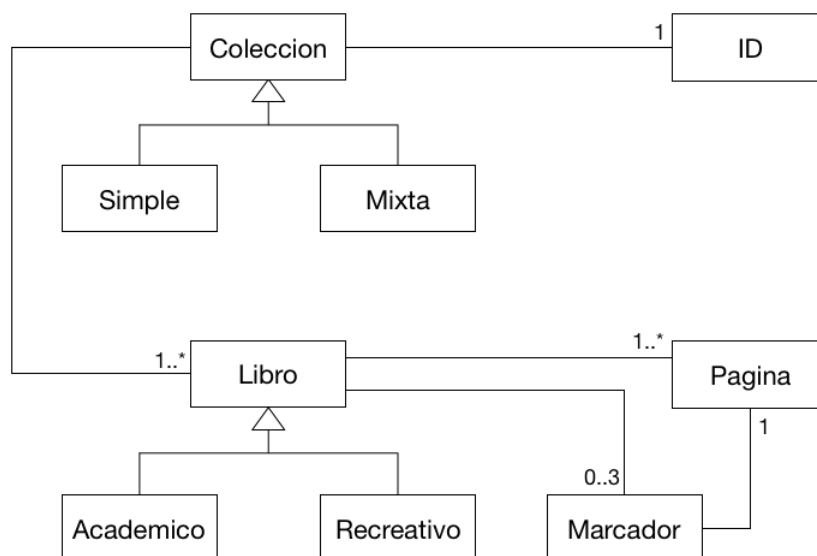 Coleccion
1
ID
Simple
Mixta
1..*
Libro
1..*
Pagina
1
0..3
Academico
Recreativo
Marcador